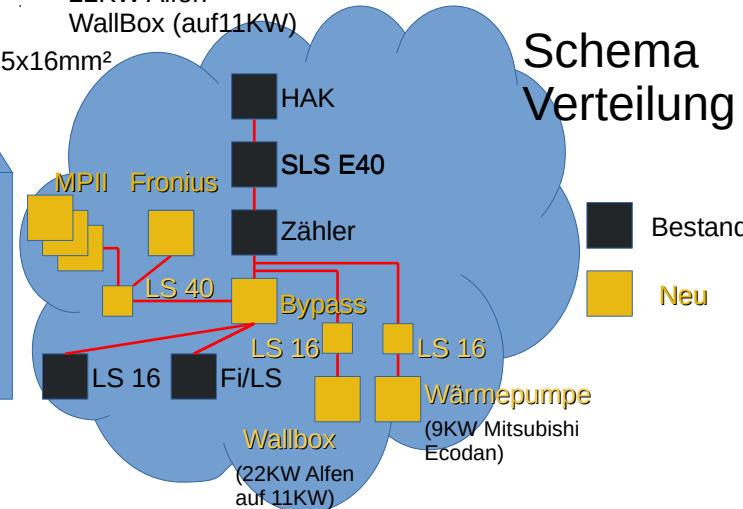 WallBox (auf11KW)
5x16mm²
Schema
Verteilung
HAK
SLS E40
MPII
Fronius
Zähler
Bestand
LS 40
Bypass
Neu
LS 16
LS 16
LS 16
Fi/LS
Wärmepumpe
(9KW Mitsubishi
Ecodan)
Wallbox
(22KW Alfen
auf 11KW)